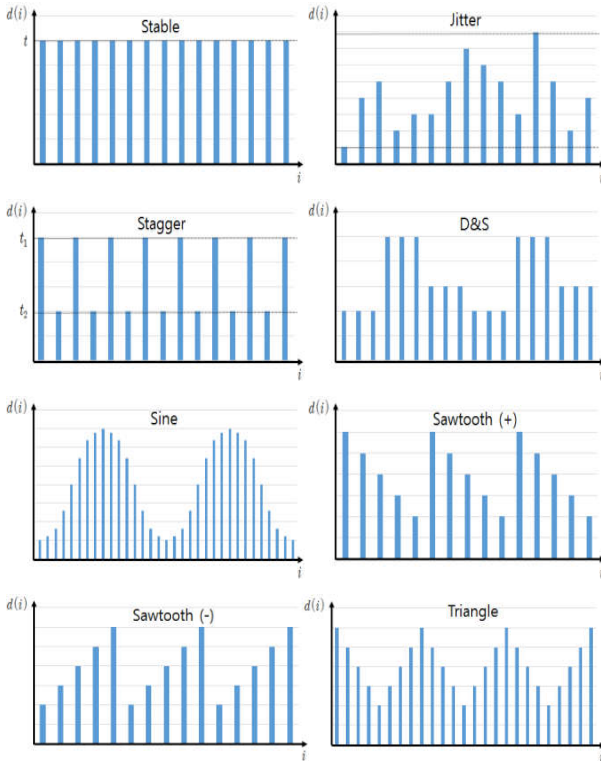 d(i)
Stable
t
i
d(i)
Jitter
d(i)
Stagger
t₁
t₂
i
d(i)
D&S
d(i)
Sine
i
d(i)
Sawtooth (+)
d(i)
Sawtooth (-)
i
d(i)
Triangle